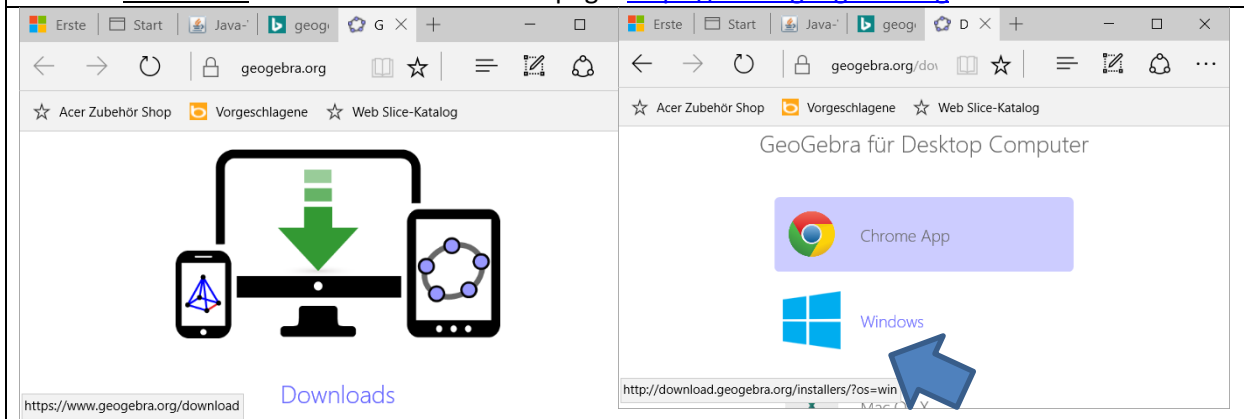 Erste Start Java- geog G
geogebra.org
Acer Zubehör Shop Vorgeschlagene Web Slice-Katalog
Downloads
https://www.geogebra.org/download
Erste Start Java- geog D
geogebra.org/do
Acer Zubehör Shop Vorgeschlagene Web Slice-Katalog
GeoGebra für Desktop Computer
Chrome App
Windows
http://download.geogebra.org/installers/?os=win